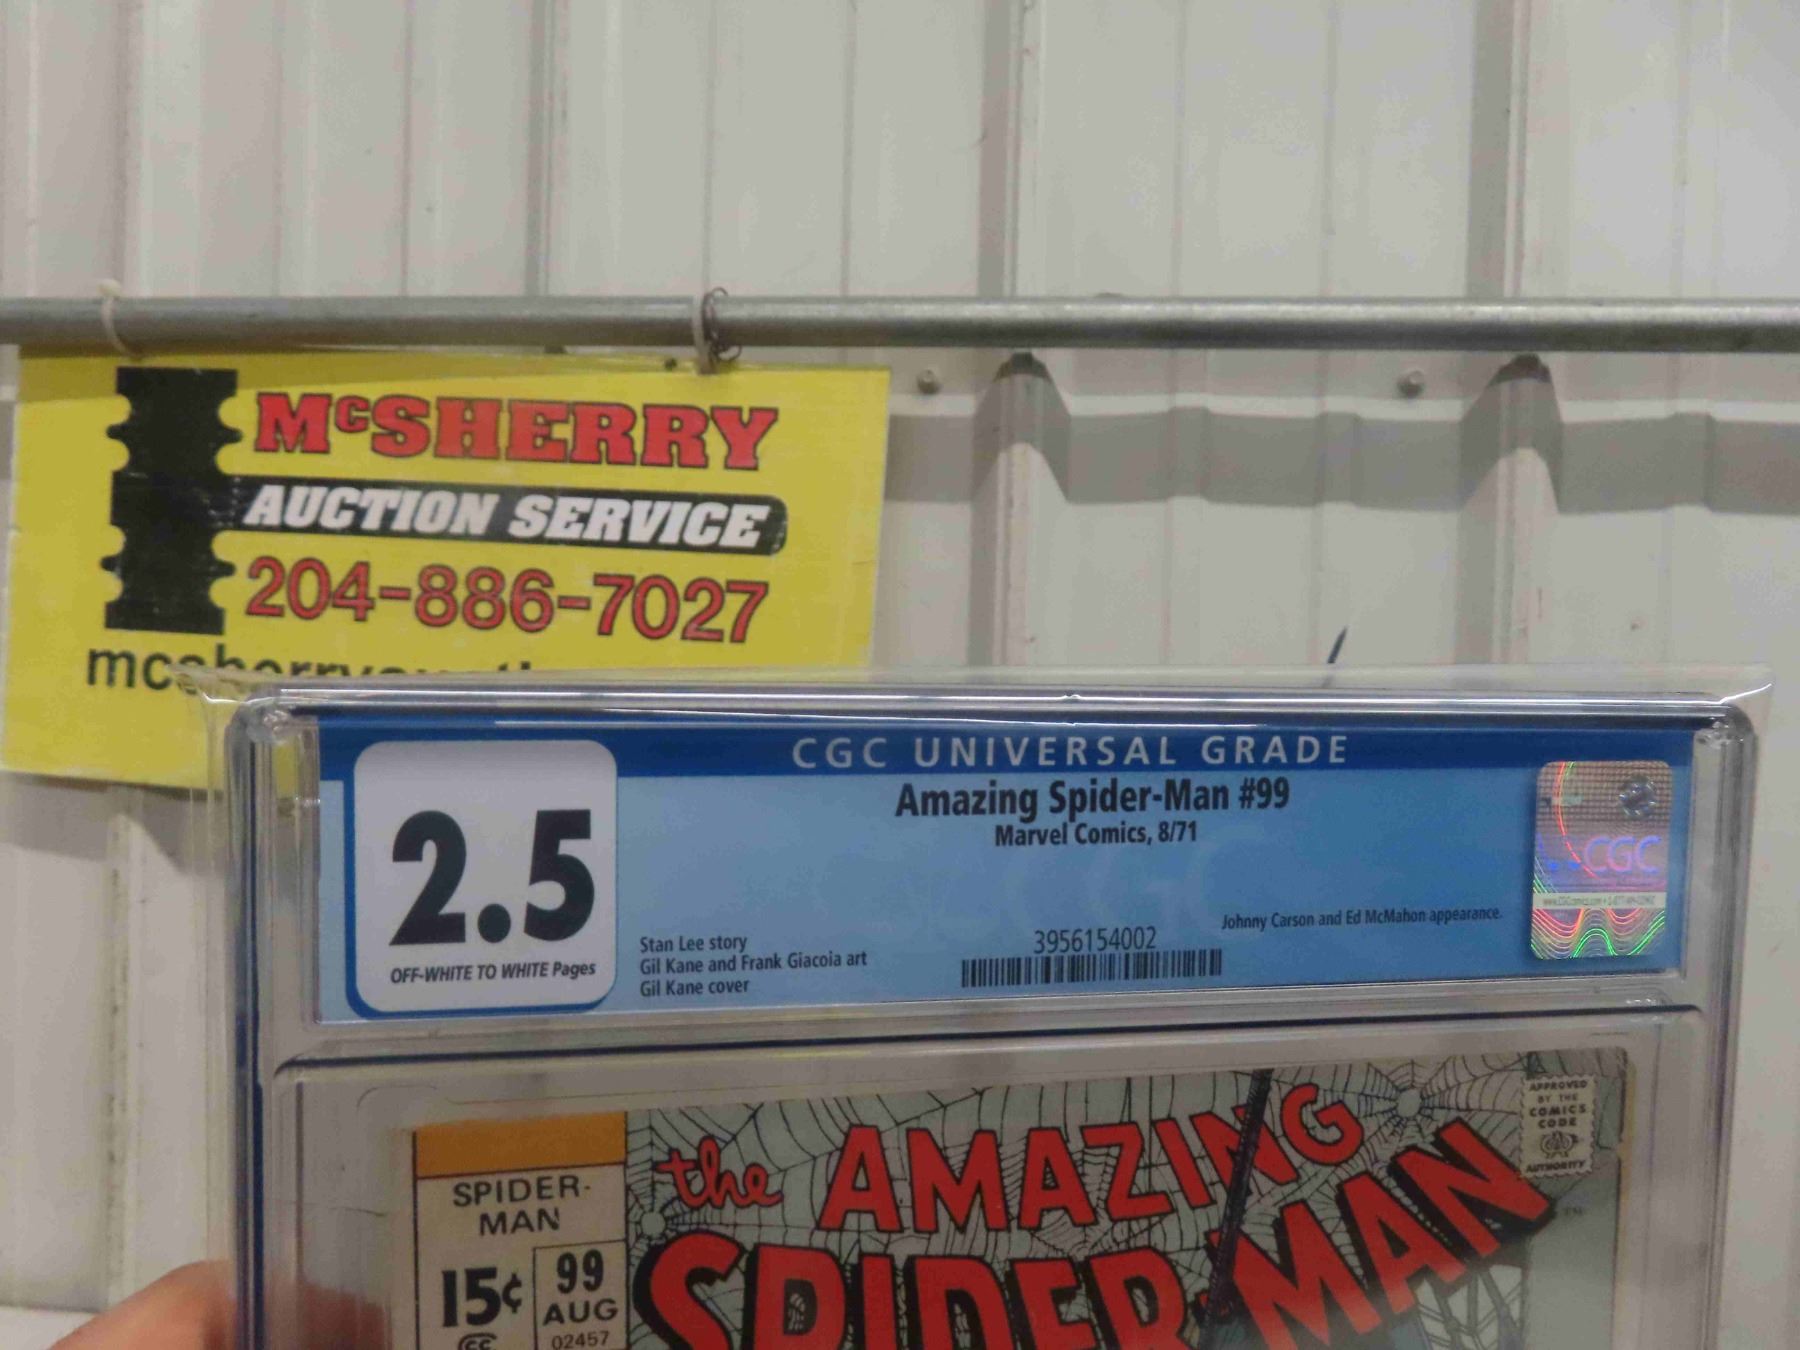 McSHERRY
AUCTION SERVICE
204-886-7027
CGC UNIVERSAL GRADE
Amazing Spider-Man #99
Marvel Comics, 8/71
2.5
OFF-WHITE TO WHITE Pages
Stan Lee story
Gil Kane and Frank Giacoia art
Gil Kane cover
3956154002
Johnny Carson and Ed McMahon appearance.
CGC
APPROVED
BY THE
COMICS
CODE
AUTHORITY
SPIDER-
MAN
15¢
99
AUG
02457
the AMAZING
SPIDER-MAN